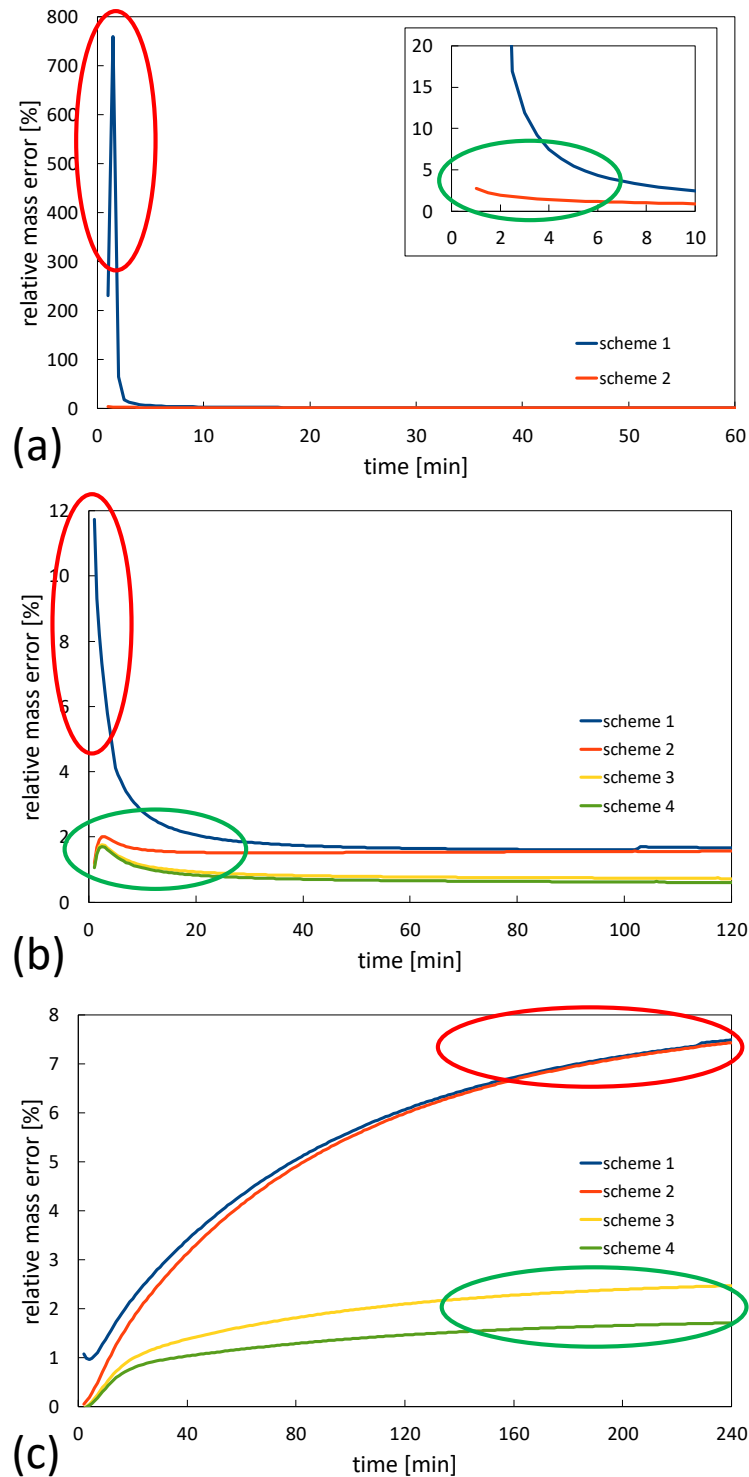 800
700
600
500
400
300
200
100
0
relative mass error [%]
20
15
10
5
0
0 2 4 6 8 10
scheme 1
scheme 2
0 10 20 30 40 50 60
time [min]
(a)
12
10
8
6
4
2
0
relative mass error [%]
scheme 1
scheme 2
scheme 3
scheme 4
0 20 40 60 80 100 120
time [min]
(b)
8
7
6
5
4
3
2
1
0
relative mass error [%]
scheme 1
scheme 2
scheme 3
scheme 4
0 40 80 120 160 200 240
time [min]
(c)